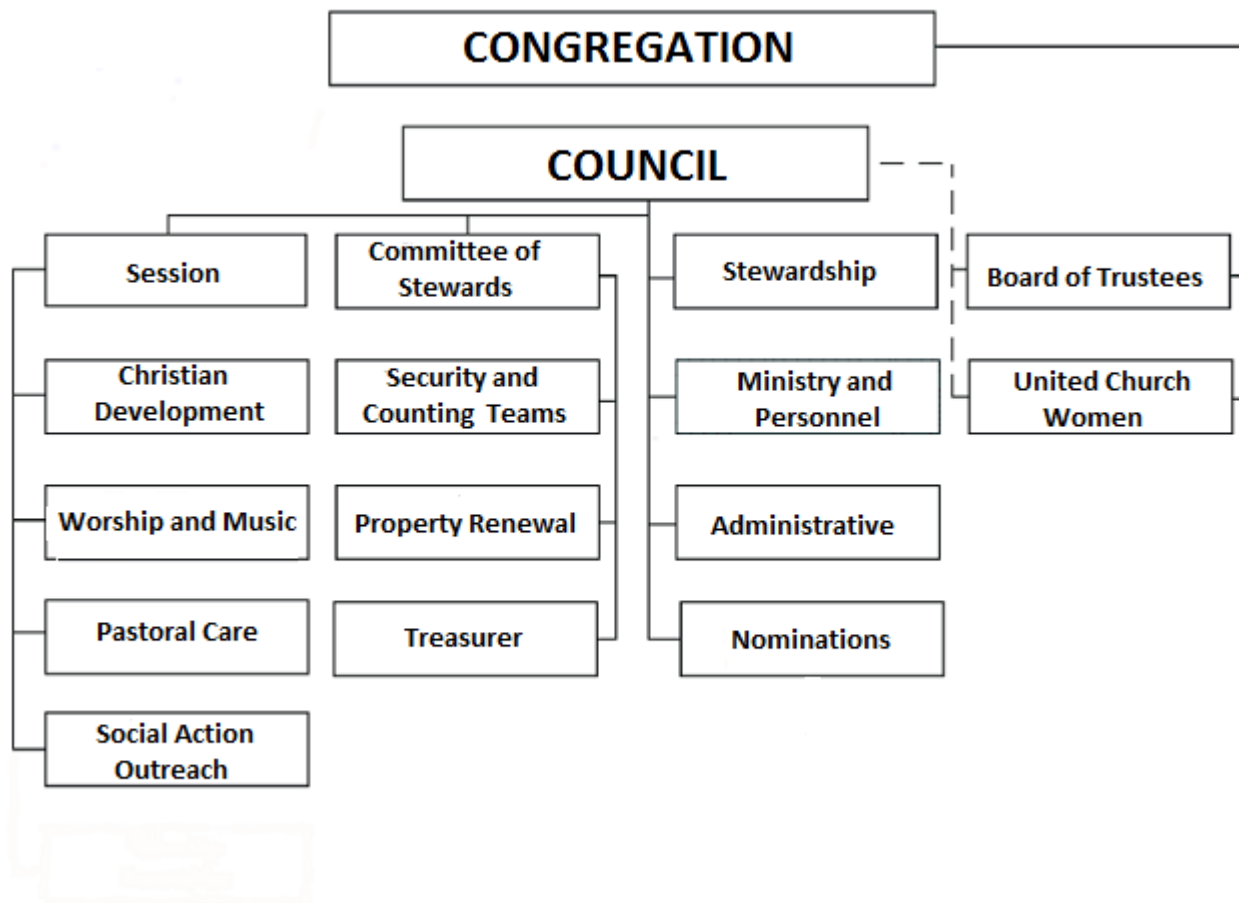 CONGREGATION
COUNCIL
Session
Committee of
Stewards
Stewardship
Board of Trustees
Christian
Development
Security and
Counting Teams
Ministry and
Personnel
United Church
Women
Worship and Music
Property Renewal
Administrative
Pastoral Care
Treasurer
Nominations
Social Action
Outreach